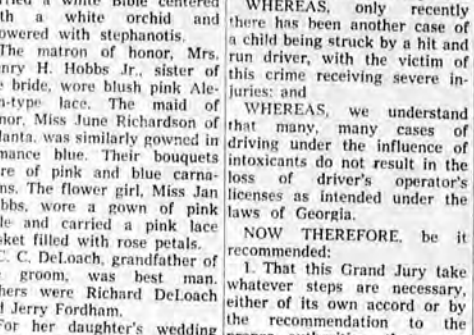 a white Bible centered
a white orchid and
owered with stephanotis.
The matron of honor, Mrs.
nry H. Hobbs Jr., sister of
bride, wore blush pink Ale-
n-type lace. The maid of
nor, Miss June Richardson of
lanta, was similarly gowned in
mance blue. Their bouquets
re of pink and blue carna-
ns. The flower girl, Miss Jan
bbs, wore a gown of pink
le and carried a pink lace
sket filled with rose petals.
C. C. DeLoach, grandfather of
groom, was best man.
hers were Richard DeLoach
d Jerry Fordham.
For her daughter's wedding
WHEREAS, only recently
there has been another case of
a child being struck by a hit and
run driver, with the victim of
this crime receiving severe in-
juries: and
WHEREAS, we understand
that many, many cases of
driving under the influence of
intoxicants do not result in the
loss of driver's operator's
licenses as intended under the
laws of Georgia.
NOW THEREFORE, be it
recommended:
1. That this Grand Jury take
whatever steps are necessary,
either of its own accord or by
the recommendation to the